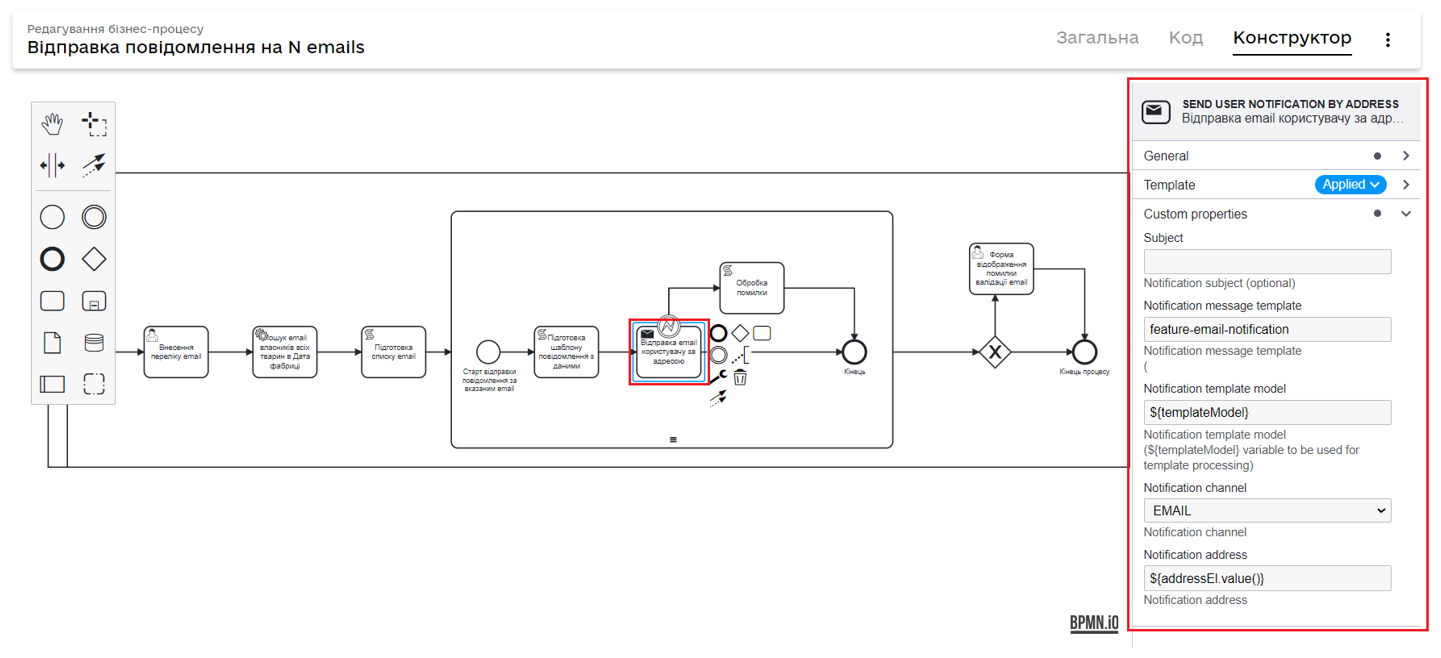 Редагування бізнес-процесу
Відправка повідомлення на N emails
Загальна
Код
Конструктор
SEND USER NOTIFICATION BY ADDRESS
Відправка email користувачу за адр...
General
Template
Applied
Custom properties
Subject
Notification subject (optional)
Notification message template
feature-email-notification
Notification message template
(
Notification template model
${templateModel}
Notification template model
(${templateModel} variable to be used for
template processing)
Notification channel
EMAIL
Notification channel
Notification address
${addressEl.value()}
Notification address
Внесення
переліку email
Пошук email
власників всіх
тварин в Дата
фабриці
Підготовка
списку email
Старт відправки
повідомлення за
вказаним email
Підготовка
шаблону
повідомлення з
даними
Відправка email
користувачу за
адресою
Обробка
помилки
Кінець
Форма
відображення
помилки
валідації email
Кінець процесу
BPMN.iO